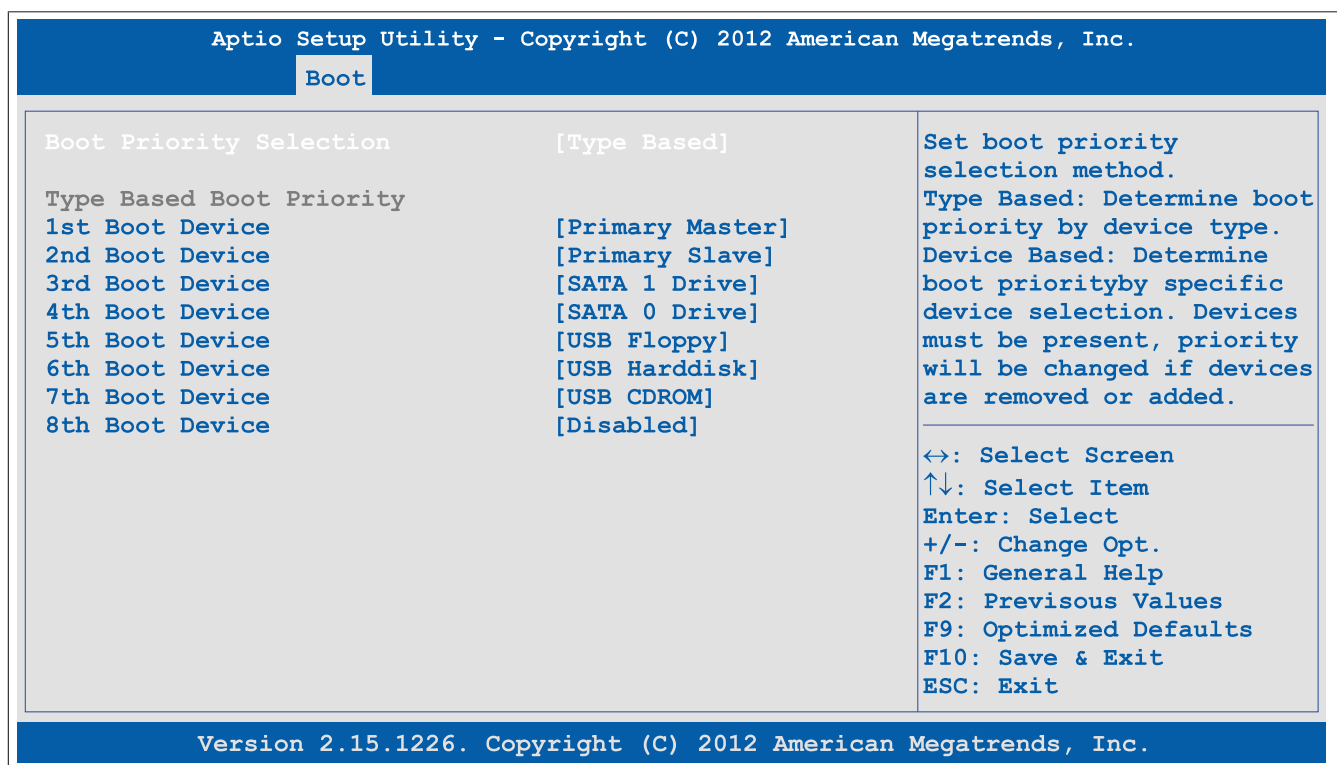 Aptio Setup Utility - Copyright (C) 2012 American Megatrends, Inc.
Boot
Boot Priority Selection [Type Based]
Type Based Boot Priority
1st Boot Device [Primary Master]
2nd Boot Device [Primary Slave]
3rd Boot Device [SATA 1 Drive]
4th Boot Device [SATA 0 Drive]
5th Boot Device [USB Floppy]
6th Boot Device [USB Harddisk]
7th Boot Device [USB CDROM]
8th Boot Device [Disabled]
Set boot priority
selection method.
Type Based: Determine boot
priority by device type.
Device Based: Determine
boot priorityby specific
device selection. Devices
must be present, priority
will be changed if devices
are removed or added.
↔: Select Screen
↑↓: Select Item
Enter: Select
+/-: Change Opt.
F1: General Help
F2: Previsous Values
F9: Optimized Defaults
F10: Save & Exit
ESC: Exit
Version 2.15.1226. Copyright (C) 2012 American Megatrends, Inc.